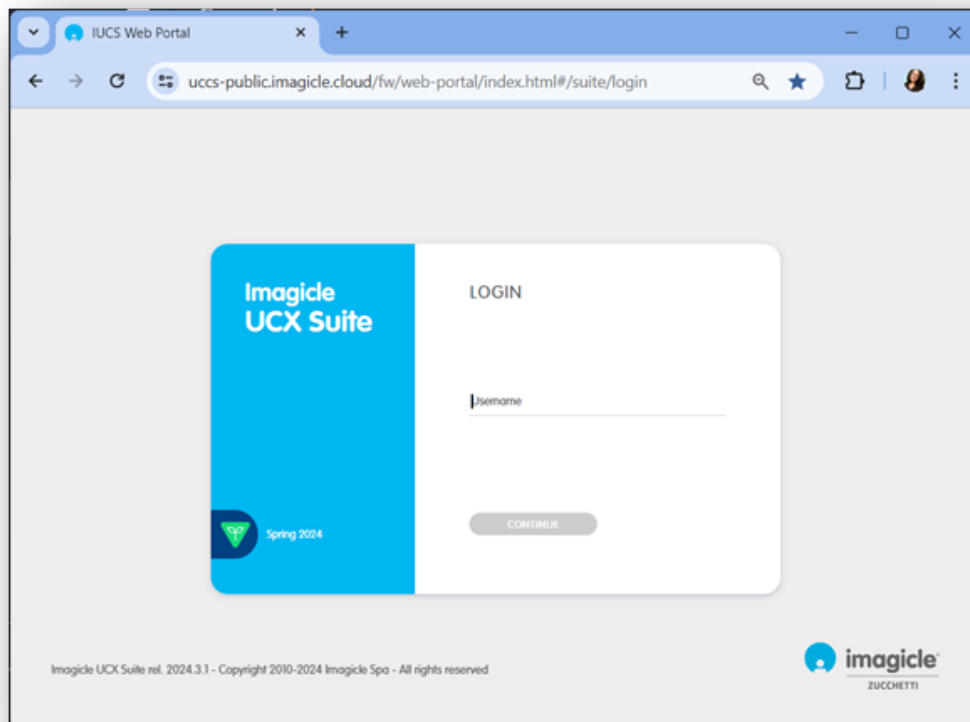 IUCS Web Portal
uccs-public.imagicle.cloud/fw/web-portal/index.html#/suite/login
Imagicle
UCX Suite
LOGIN
Username
CONTINUE
Spring 2024
Imagicle UCX Suite rel. 2024.3.1 - Copyright 2010-2024 Imagicle Spa - All rights reserved
imagicle
ZUCCHETTI